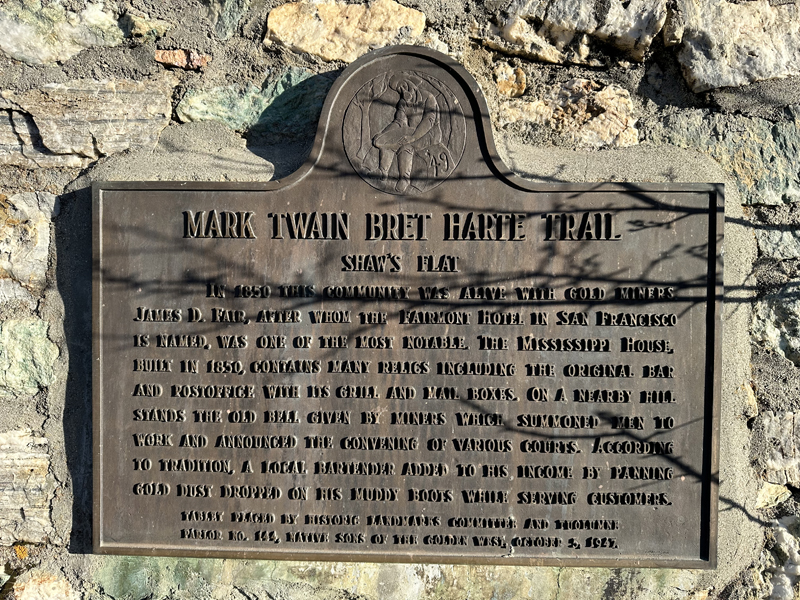 '49
MARK TWAIN BRET HARTE TRAIL
SHAW'S FLAT
IN 1850 THIS COMMUNITY WAS ALIVE WITH GOLD MINERS
JAMES D. FAIR, AFTER WHOM THE FAIRMONT HOTEL IN SAN FRANCISCO
IS NAMED, WAS ONE OF THE MOST NOTABLE. THE MISSISSIPPI HOUSE,
BUILT IN 1850, CONTAINS MANY RELICS INCLUDING THE ORIGINAL BAR
AND POSTOFFICE WITH ITS GRILL AND MAIL BOXES. ON A NEARBY HILL
STANDS THE OLD BELL GIVEN BY MINERS WHICH SUMMONED MEN TO
WORK AND ANNOUNCED THE CONVENING OF VARIOUS COURTS. ACCORDING
TO TRADITION, A LOCAL BARTENDER ADDED TO HIS INCOME BY PANNING
GOLD DUST DROPPED ON HIS MUDDY BOOTS WHILE SERVING CUSTOMERS.
TABLET PLACED BY HISTORIC LANDMARKS COMMITTEE AND TUOLUMNE
PARLOR NO. 144, NATIVE SONS OF THE GOLDEN WEST, OCTOBER 5, 1947.